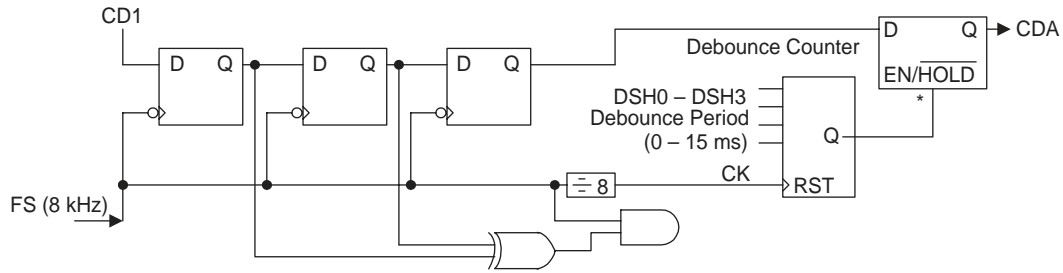 CD1
D Q
D Q
D Q
D Q
CDA
EN/HOLD
*
Debounce Counter
DSH0 – DSH3
Debounce Period
(0 – 15 ms)
Q
CK
RST
÷ 8
FS (8 kHz)